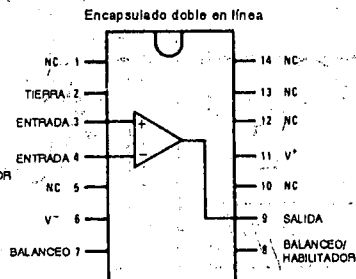 Encapsulado doble en línea
NC 1
TIERRA 2
ENTRADA 3
ENTRADA 4
OR
NC 5
V⁻ 6
BALANCEO 7
+
−
14 NC
13 NC
12 NC
11 V⁺
10 NC
9 SALIDA
8 BALANCEO/
HABILITADOR